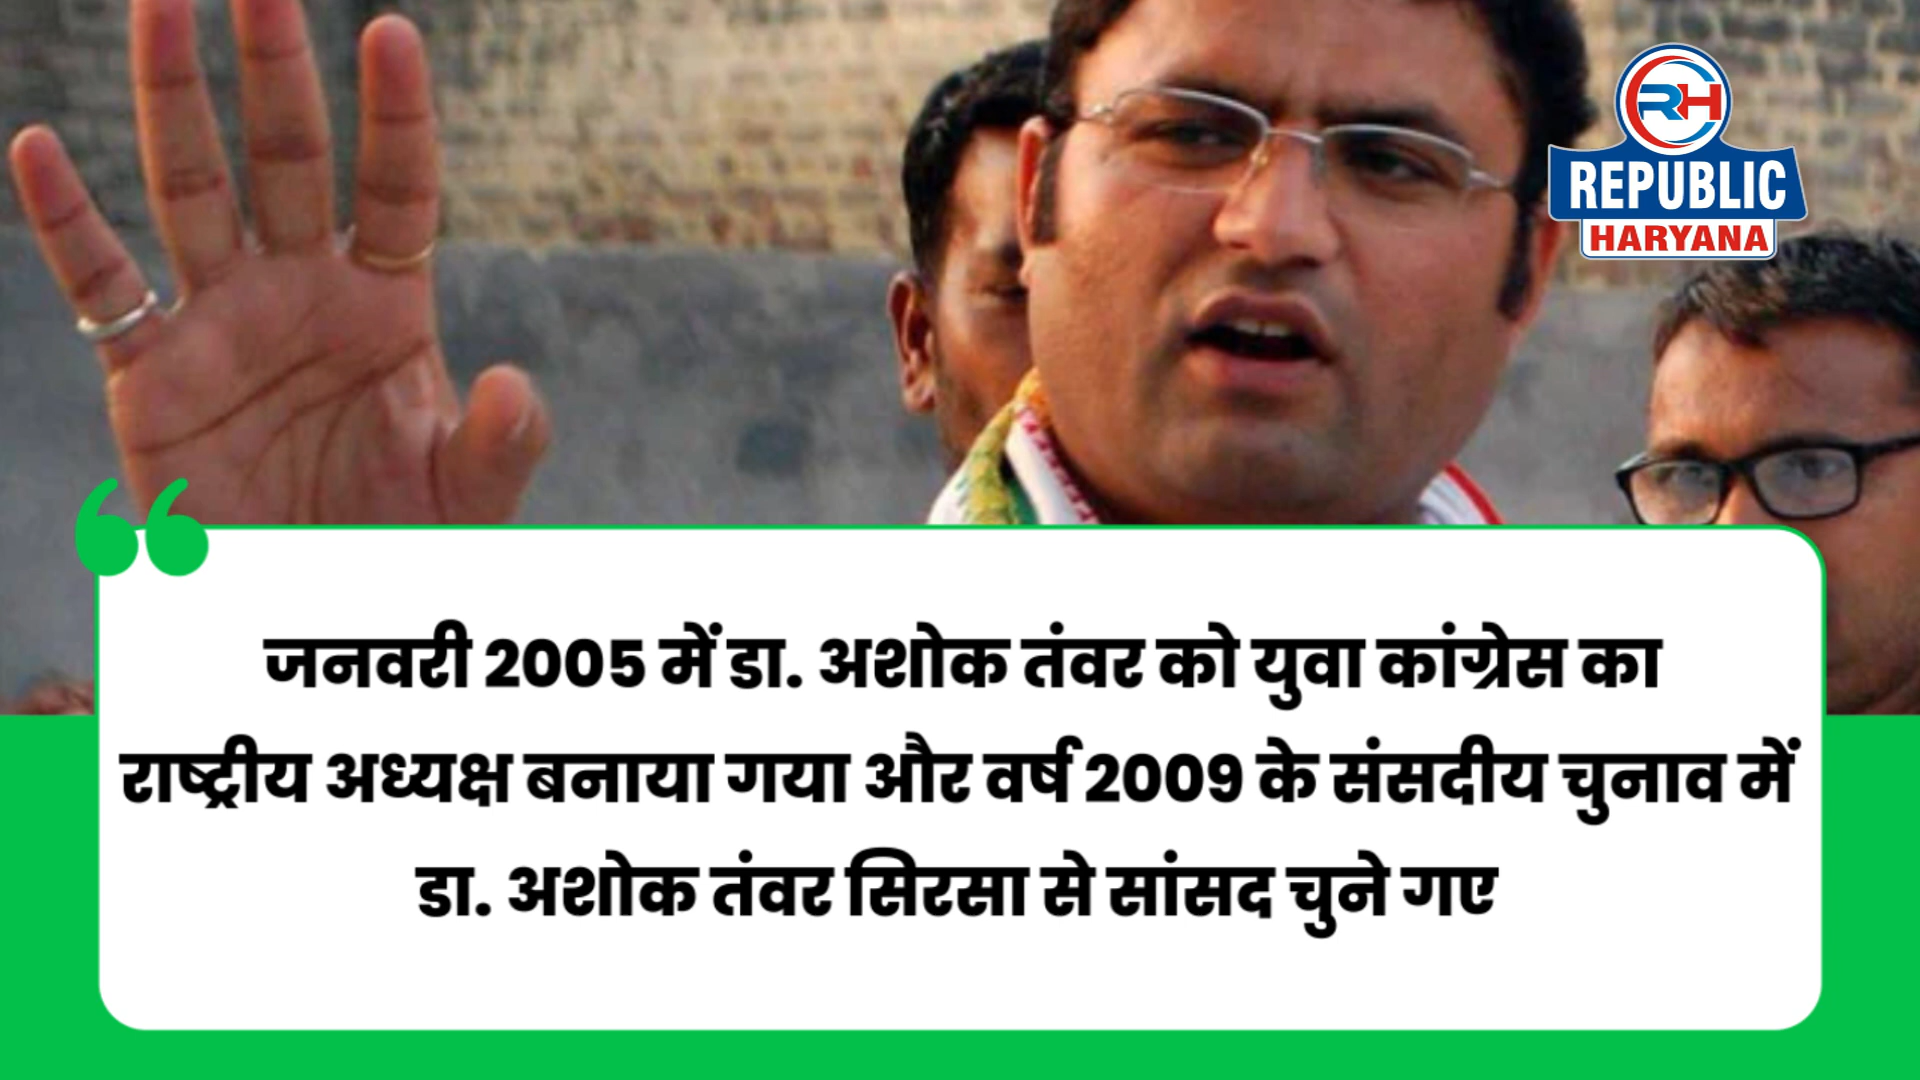 RH
REPUBLIC
HARYANA
जनवरी 2005 में डा. अशोक तंवर को युवा कांग्रेस का
राष्ट्रीय अध्यक्ष बनाया गया और वर्ष 2009 के संसदीय चुनाव में
डा. अशोक तंवर सिरसा से सांसद चुने गए